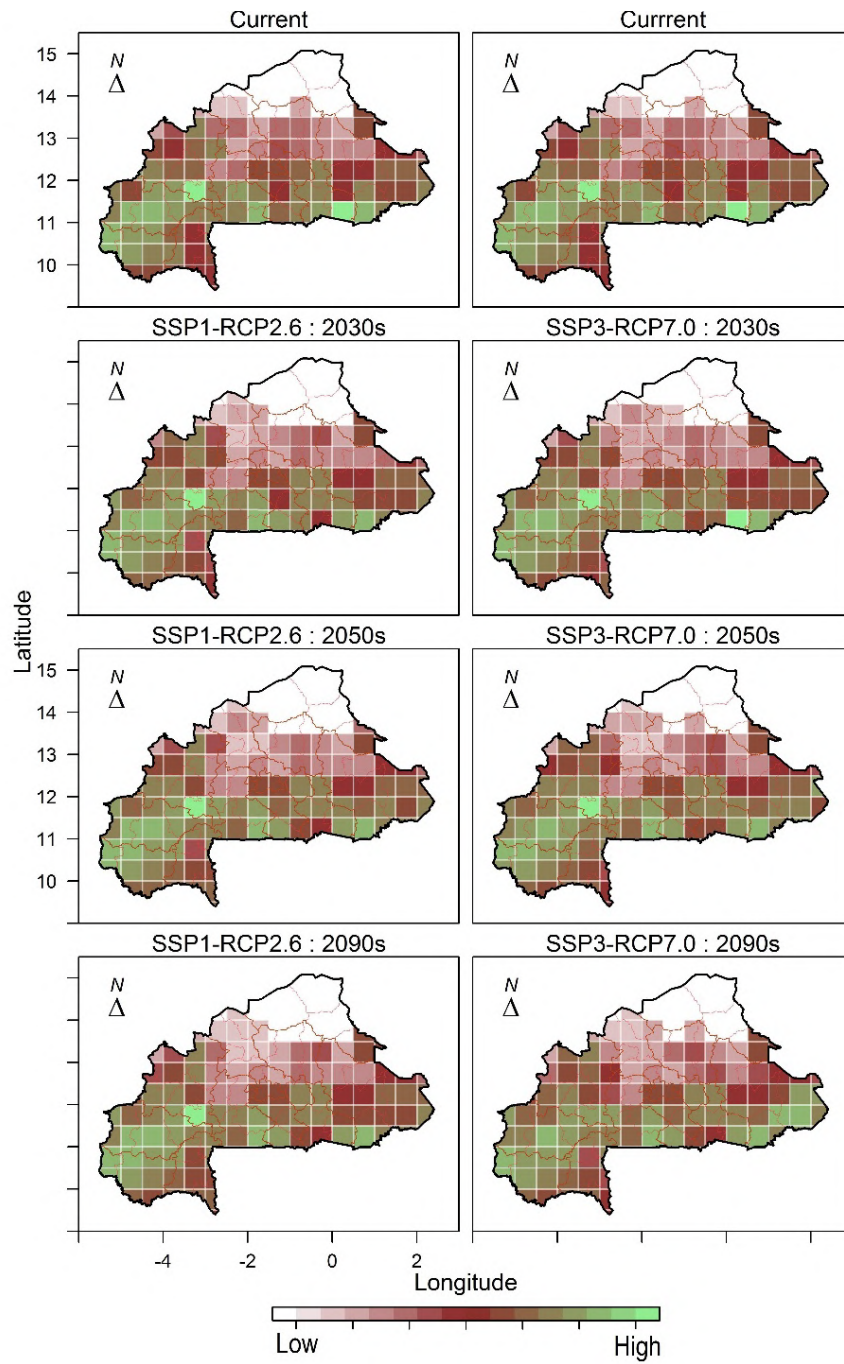 Current
Currrent
15
14
13
12
11
10
N
Δ
N
Δ
SSP1-RCP2.6 : 2030s
SSP3-RCP7.0 : 2030s
N
Δ
N
Δ
Latitude
SSP1-RCP2.6 : 2050s
SSP3-RCP7.0 : 2050s
15
14
13
12
11
10
N
Δ
N
Δ
SSP1-RCP2.6 : 2090s
SSP3-RCP7.0 : 2090s
N
Δ
N
Δ
-4 -2 0 2
Longitude
Low High